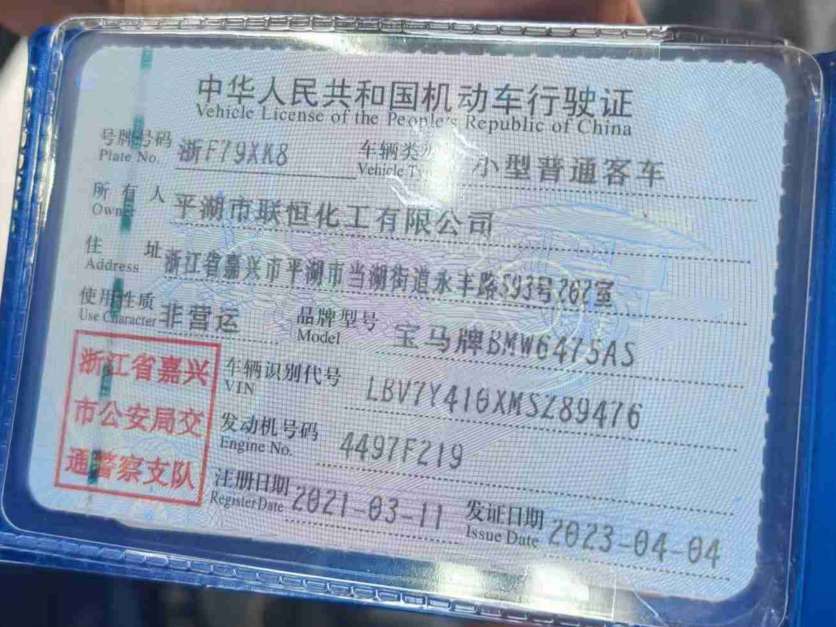 中华人民共和国机动车行驶证
Vehicle License of the People's Republic of China
号牌号码 浙F79XK8 车辆类 小型普通客车
Plate No. Vehicle
所有人 平湖市联恒化工有限公司
Owner
住址 浙江省嘉兴市平湖市当湖街道永丰路593号262室
Address
使用性质 非营运 品牌型号 宝马牌BMW6475AS
Use Character Model
浙江省嘉兴
市公安局交
通警察支队
车辆识别代号 LBV7Y410XMSZ89476
VIN
发动机号码 4497F219
Engine No.
注册日期 2021-03-11 发证日期 2023-04-04
Register Date Issue Date